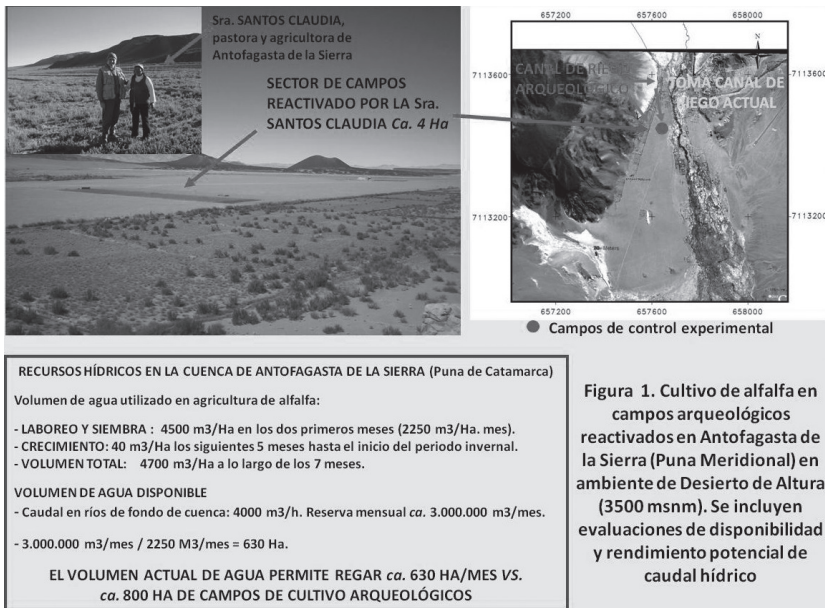 Sra. SANTOS CLAUDIA,
pastora y agricultora de
Antofagasta de la Sierra
SECTOR DE CAMPOS
REACTIVADO POR LA Sra.
SANTOS CLAUDIA Ca. 4 Ha
657200 657600 658000
N
7113600 7113600
CANAL DE RIEGO
ARQUEOLÓGICO
TOMA CANAL DE
RIEGO ACTUAL
7113200 7113200
657200 657600 658000
Campos de control experimental
RECURSOS HÍDRICOS EN LA CUENCA DE ANTOFAGASTA DE LA SIERRA (Puna de Catamarca)
Volumen de agua utilizado en agricultura de alfalfa:
- LABOREO Y SIEMBRA : 4500 m3/Ha en los dos primeros meses (2250 m3/Ha. mes).
- CRECIMIENTO: 40 m3/Ha los siguientes 5 meses hasta el inicio del periodo invernal.
- VOLUMEN TOTAL: 4700 m3/Ha a lo largo de los 7 meses.
VOLUMEN DE AGUA DISPONIBLE
- Caudal en ríos de fondo de cuenca: 4000 m3/h. Reserva mensual ca. 3.000.000 m3/mes.
- 3.000.000 m3/mes / 2250 M3/mes = 630 Ha.
EL VOLUMEN ACTUAL DE AGUA PERMITE REGAR ca. 630 HA/MES VS.
ca. 800 HA DE CAMPOS DE CULTIVO ARQUEOLÓGICOS
Figura 1. Cultivo de alfalfa en
campos arqueológicos
reactivados en Antofagasta de
la Sierra (Puna Meridional) en
ambiente de Desierto de Altura
(3500 msnm). Se incluyen
evaluaciones de disponibilidad
y rendimiento potencial de
caudal hídrico